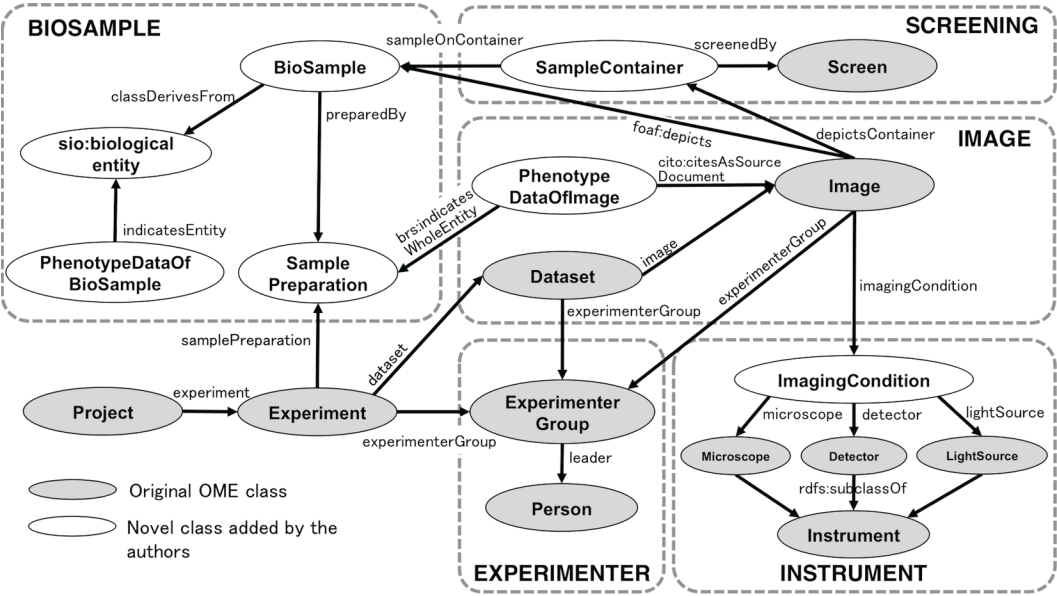 BIOSAMPLE
SCREENING
sampleOnContainer
screenedBy
BioSample
SampleContainer
Screen
classDerivesFrom
preparedBy
foaf:depicts
depictsContainer
IMAGE
sio:biological
entity
cito:citesAsSource
Document
Phenotype
DataOfImage
Image
brs:indicates
WholeEntity
indicatesEntity
PhenotypeDataOf
BioSample
Sample
Preparation
image
Dataset
experimenterGroup
imagingCondition
experimenterGroup
samplePreparation
dataset
ImagingCondition
experiment
Project
Experiment
Experimenter
Group
microscope
detector
lightSource
experimenterGroup
leader
Microscope
Detector
LightSource
rdfs:subclassOf
Original OME class
Person
Instrument
Novel class added by the
authors
EXPERIMENTER
INSTRUMENT